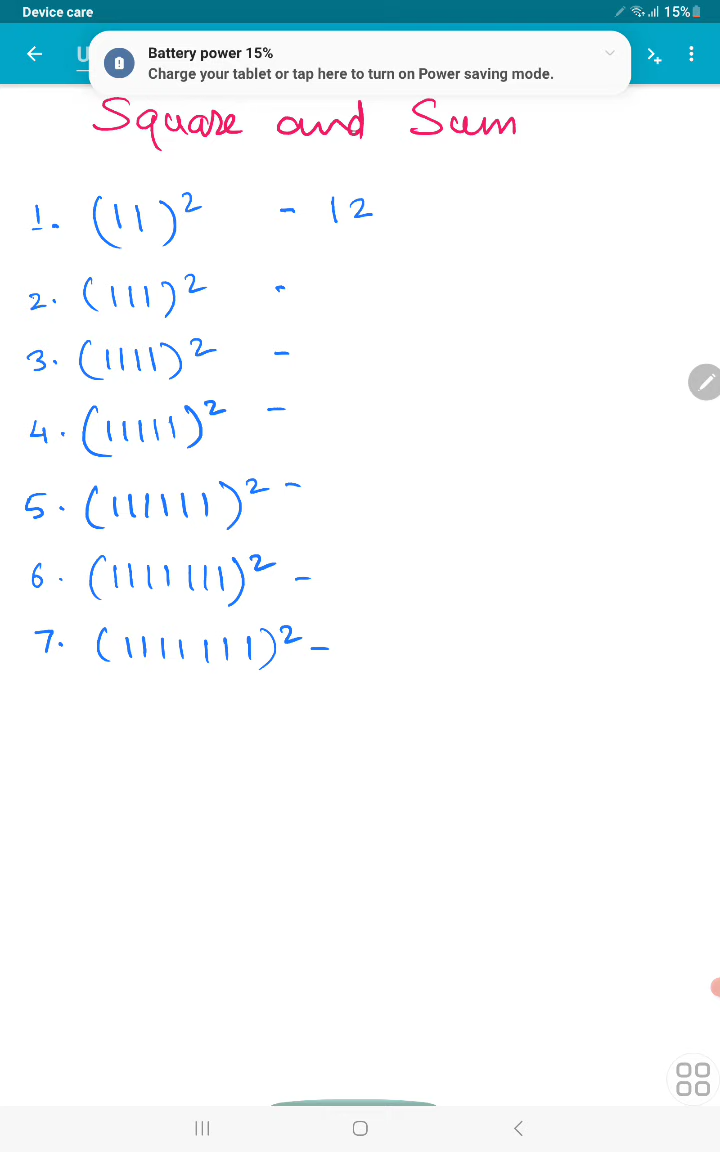 Device care 15%
U
Battery power 15%
Charge your tablet or tap here to turn on Power saving mode.
Square and Sum
1. (11)² - 12
2. (111)² -
3. (1111)² -
4. (11111)² -
5. (111111)² -
6. (1111111)² -
7. (1111111)² -